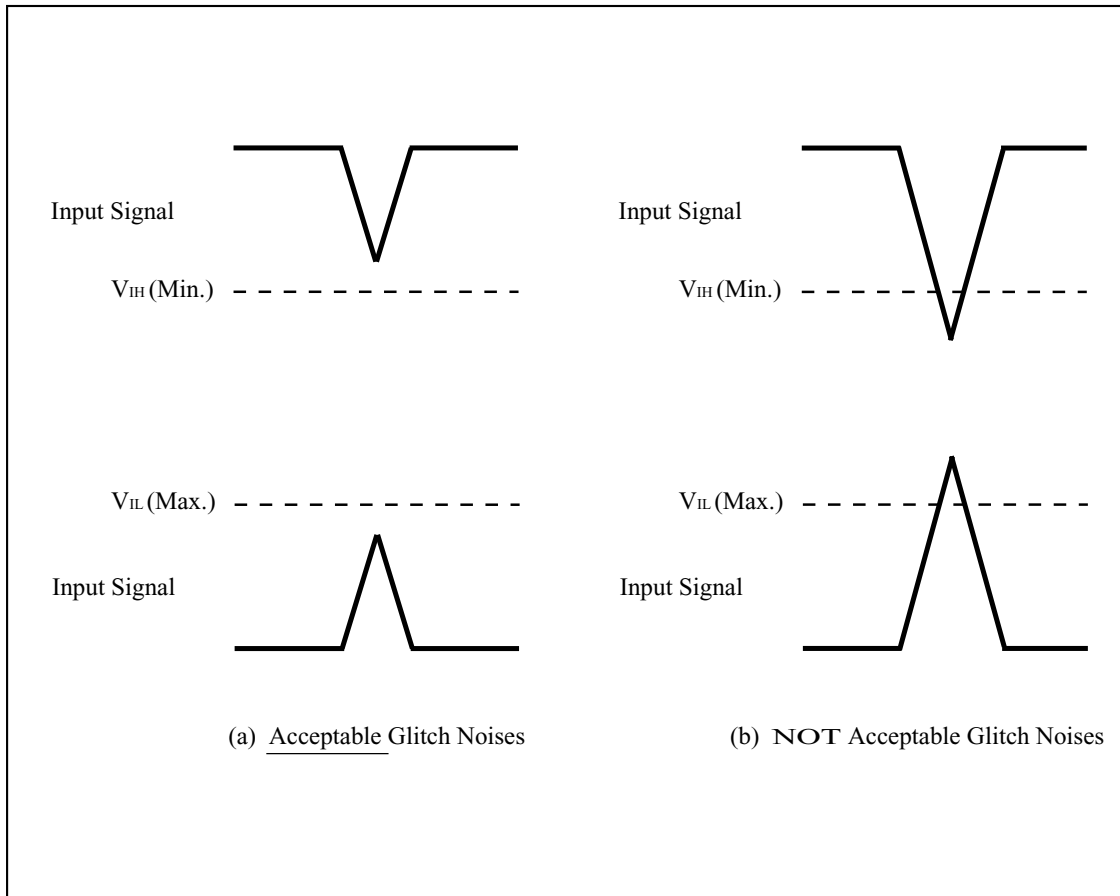 Input Signal
VIH (Min.)
VIL (Max.)
Input Signal
(a) Acceptable Glitch Noises
Input Signal
VIH (Min.)
VIL (Max.)
Input Signal
(b) NOT Acceptable Glitch Noises